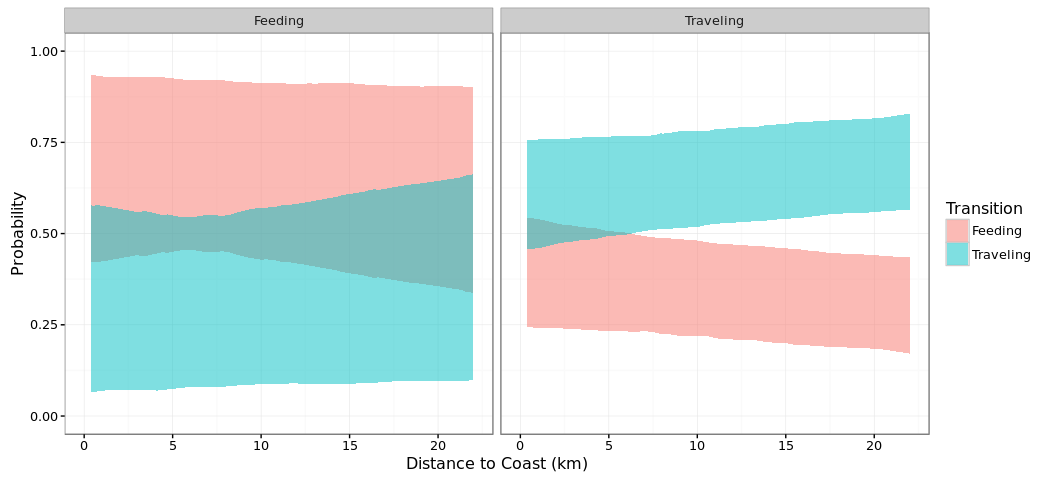 Feeding
Traveling
1.00
0.75
0.50
0.25
0.00
Probability
0 5 10 15 20
0 5 10 15 20
Distance to Coast (km)
Transition
Feeding
Traveling